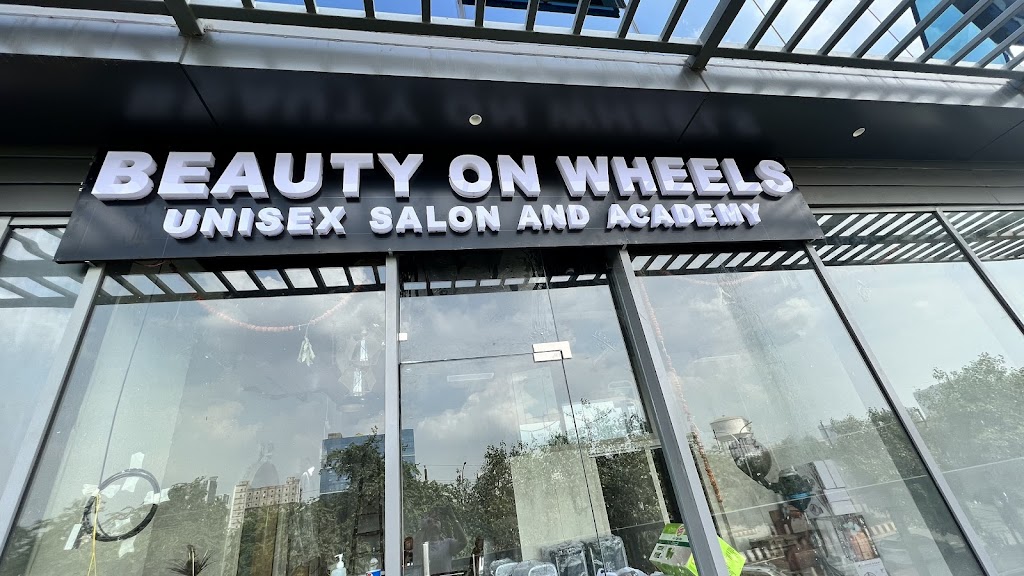 BEAUTY ON WHEELS
UNISEX SALON AND ACADEMY